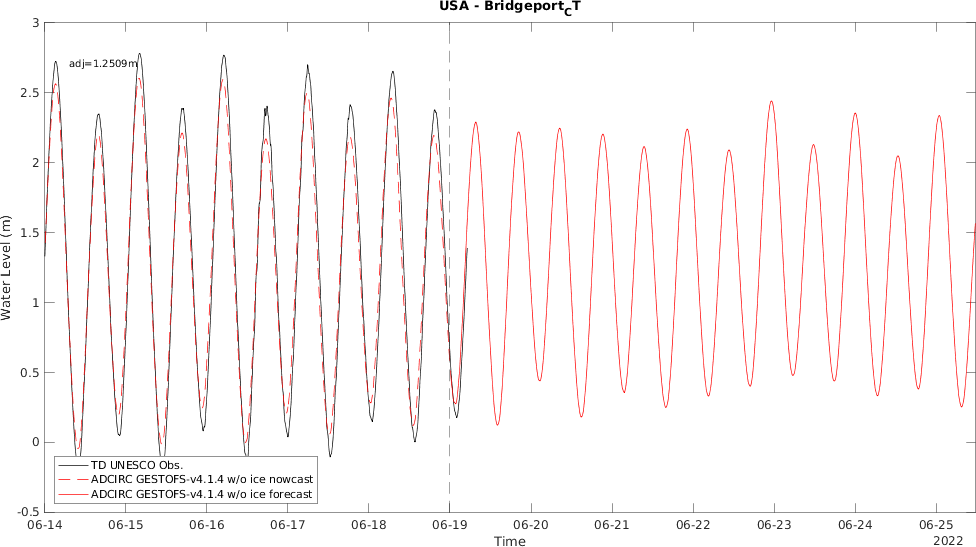 USA - Bridgeport_CT
adj=1.2509m
3
2.5
2
1.5
1
0.5
0
-0.5
Water Level (m)
TD UNESCO Obs.
ADCIRC GESTOFS-v4.1.4 w/o ice nowcast
ADCIRC GESTOFS-v4.1.4 w/o ice forecast
06-14 06-15 06-16 06-17 06-18 06-19 06-20 06-21 06-22 06-23 06-24 06-25
Time
2022